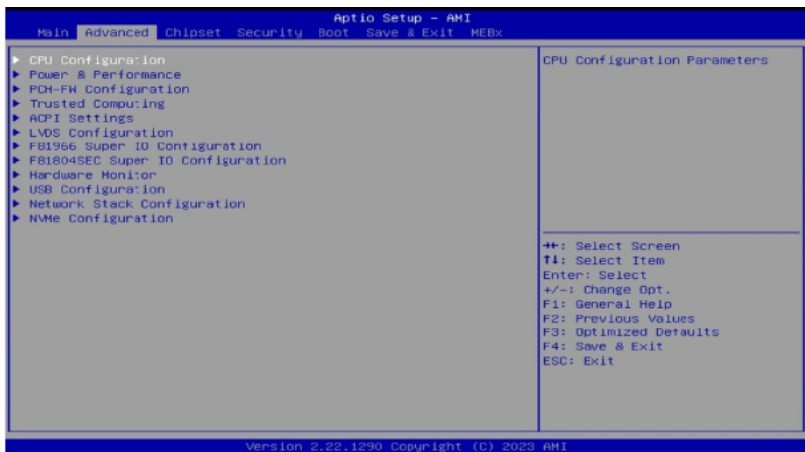 Aptio Setup – AMI
Main Advanced Chipset Security Boot Save & Exit MEBx
▶ CPU Configuration
▶ Power & Performance
▶ PCH-FW Configuration
▶ Trusted Computing
▶ ACPI Settings
▶ LVDS Configuration
▶ F81966 Super IO Configuration
▶ F81804SEC Super IO Configuration
▶ Hardware Monitor
▶ USB Configuration
▶ Network Stack Configuration
▶ NVMe Configuration
CPU Configuration Parameters
→←: Select Screen
↑↓: Select Item
Enter: Select
+/-: Change Opt.
F1: General Help
F2: Previous Values
F3: Optimized Defaults
F4: Save & Exit
ESC: Exit
Version 2.22.1290 Copyright (C) 2023 AMI